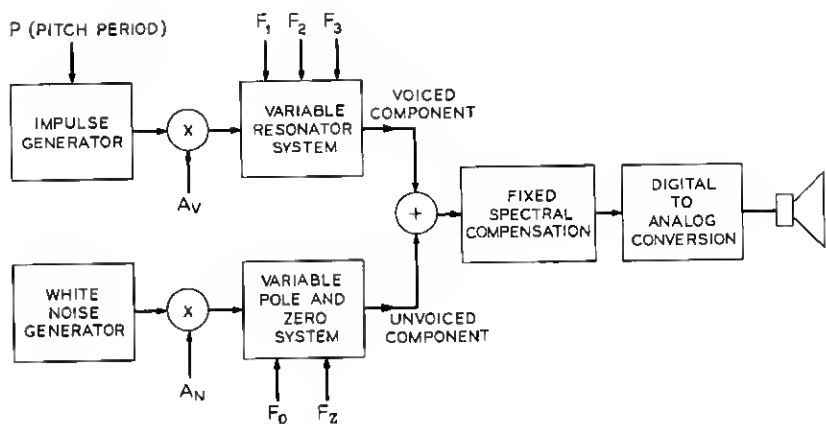 P (PITCH PERIOD)
F1 F2 F3
IMPULSE
GENERATOR
X
AV
VARIABLE
RESONATOR
SYSTEM
VOICED
COMPONENT
+
FIXED
SPECTRAL
COMPENSATION
DIGITAL
TO
ANALOG
CONVERSION
WHITE
NOISE
GENERATOR
X
AN
VARIABLE
POLE AND
ZERO
SYSTEM
UNVOICED
COMPONENT
Fp FZ